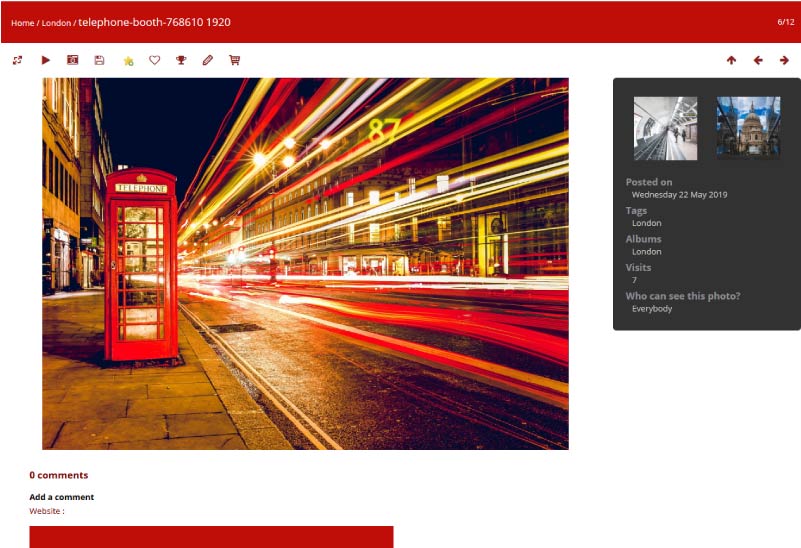 Home / London / telephone-booth-768610 1920
6/12
87
TELEPHONE
Posted on
Wednesday 22 May 2019
Tags
London
Albums
London
Visits
7
Who can see this photo?
Everybody
0 comments
Add a comment
Website :